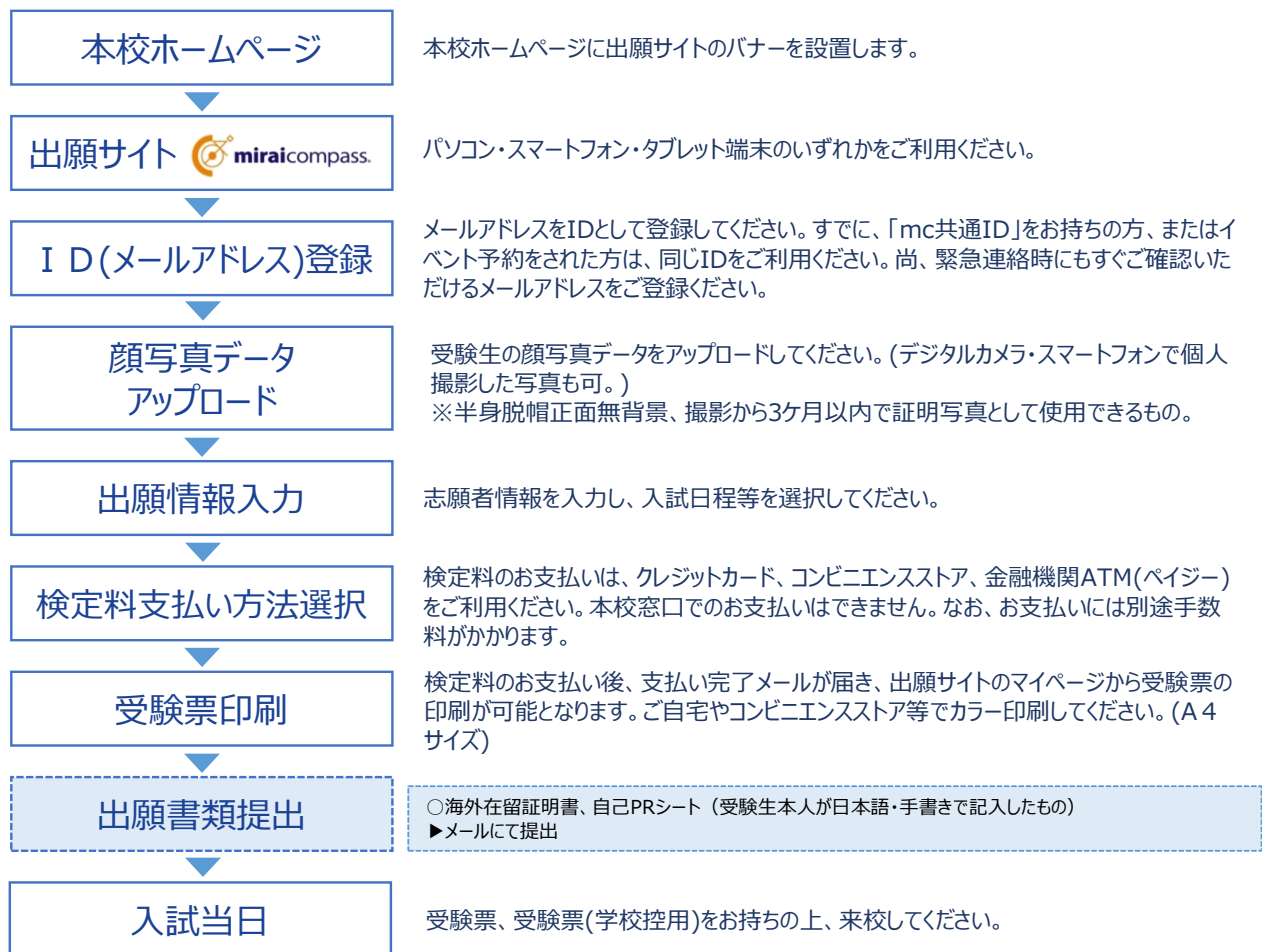 本校ホームページ
本校ホームページに出願サイトのバナーを設置します。
出願サイト miraicompass.
パソコン・スマートフォン・タブレット端末のいずれかをご利用ください。
ＩＤ(メールアドレス)登録
メールアドレスをIDとして登録してください。すでに、「mc共通ID」をお持ちの方、またはイ
ベント予約をされた方は、同じIDをご利用ください。尚、緊急連絡時にもすぐご確認いた
だけるメールアドレスをご登録ください。
顔写真データ
アップロード
受験生の顔写真データをアップロードしてください。(デジタルカメラ・スマートフォンで個人
撮影した写真も可。)
※半身脱帽正面無背景、撮影から3ケ月以内で証明写真として使用できるもの。
出願情報入力
志願者情報を入力し、入試日程等を選択してください。
検定料支払い方法選択
検定料のお支払いは、クレジットカード、コンビニエンスストア、金融機関ATM(ペイジー)
をご利用ください。本校窓口でのお支払いはできません。なお、お支払いには別途手数
料がかかります。
受験票印刷
検定料のお支払い後、支払い完了メールが届き、出願サイトのマイページから受験票の
印刷が可能となります。ご自宅やコンビニエンスストア等でカラー印刷してください。(Ａ４
サイズ)
出願書類提出
○海外在留証明書、自己PRシート（受験生本人が日本語・手書きで記入したもの）
▶メールにて提出
入試当日
受験票、受験票(学校控用)をお持ちの上、来校してください。